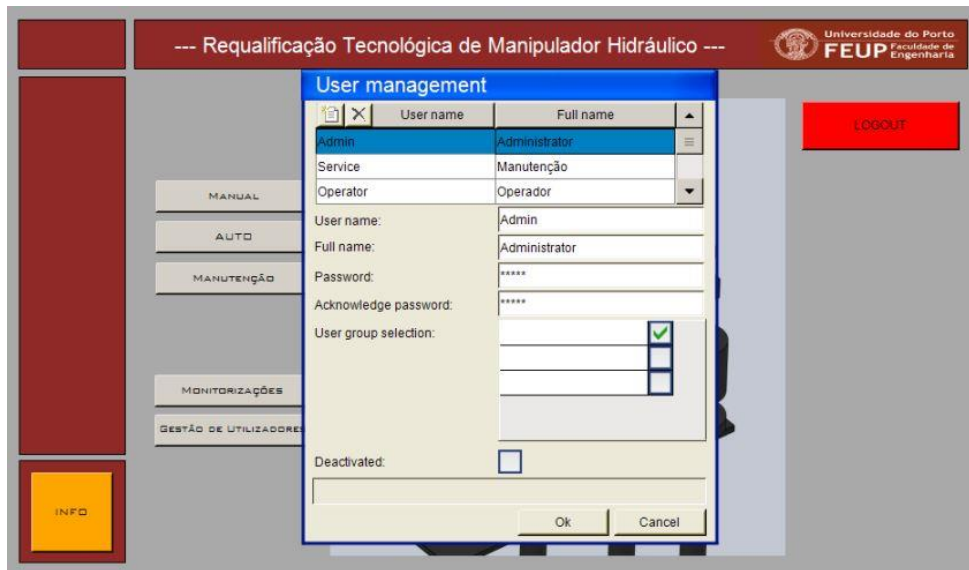 --- Requalificação Tecnológica de Manipulador Hidráulico ---
Universidade do Porto
FEUP Faculdade de
Engenharia
User management
User name Full name
LOGOUT
Admin Administrator
Service Manutenção
Operator Operador
MANUAL
AUTO
MANUTENÇÃO
User name: Admin
Full name: Administrator
Password: *****
Acknowledge password: *****
User group selection:
MONITORIZAÇÕES
GESTÃO DE UTILIZADORES
Deactivated:
INFO
Ok Cancel